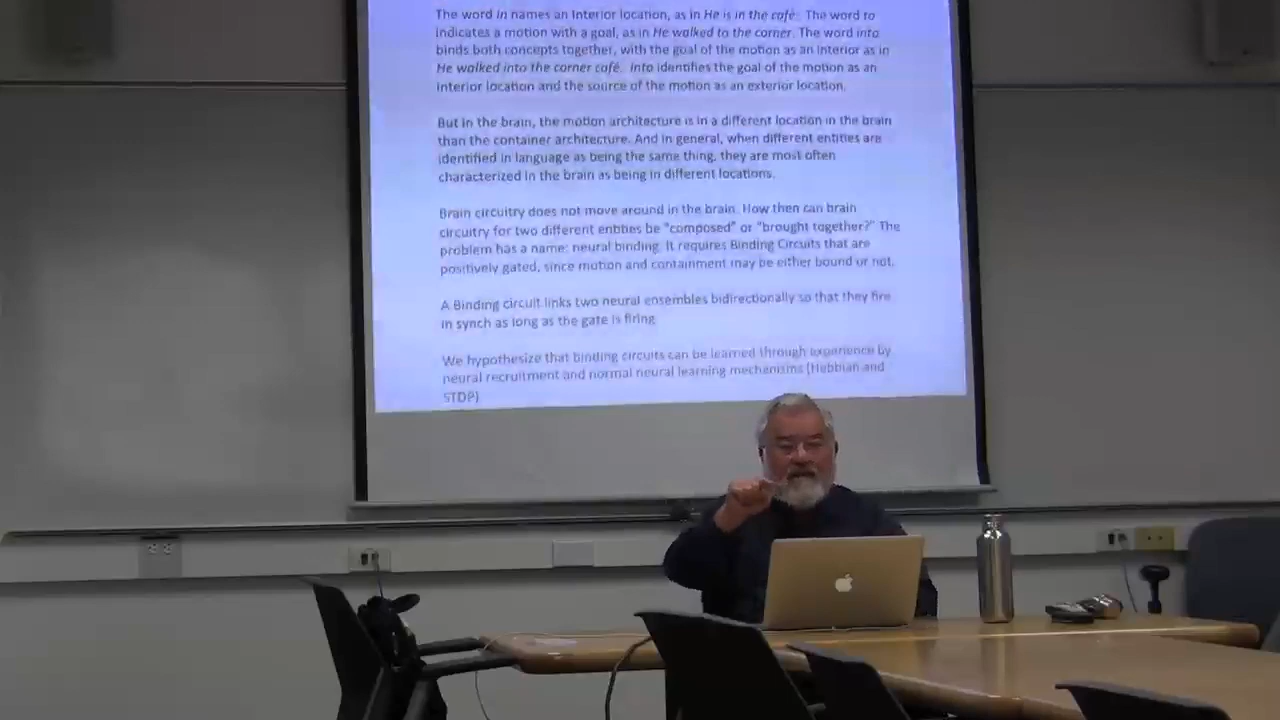 The word in names an Interior location, as in He is in the café. The word to
indicates a motion with a goal, as in He walked to the corner. The word into
binds both concepts together, with the goal of the motion as an Interior as in
He walked into the corner café. Into identifies the goal of the motion as an
Interior location and the source of the motion as an exterior location.
But in the brain, the motion architecture is in a different location in the brain
than the container architecture. And in general, when different entities are
identified in language as being the same thing, they are most often
characterized in the brain as being in different locations.
Brain circuitry does not move around in the brain. How then can brain
circuitry for two different entities be "composed" or "brought together?" The
problem has a name: neural binding. It requires Binding Circuits that are
positively gated, since motion and containment may be either bound or not.
A Binding circuit links two neural ensembles bidirectionally so that they fire
in synch as long as the gate is firing
We hypothesize that binding circuits can be learned through experience by
neural recruitment and normal neural learning mechanisms (Hebbian and
STDP)